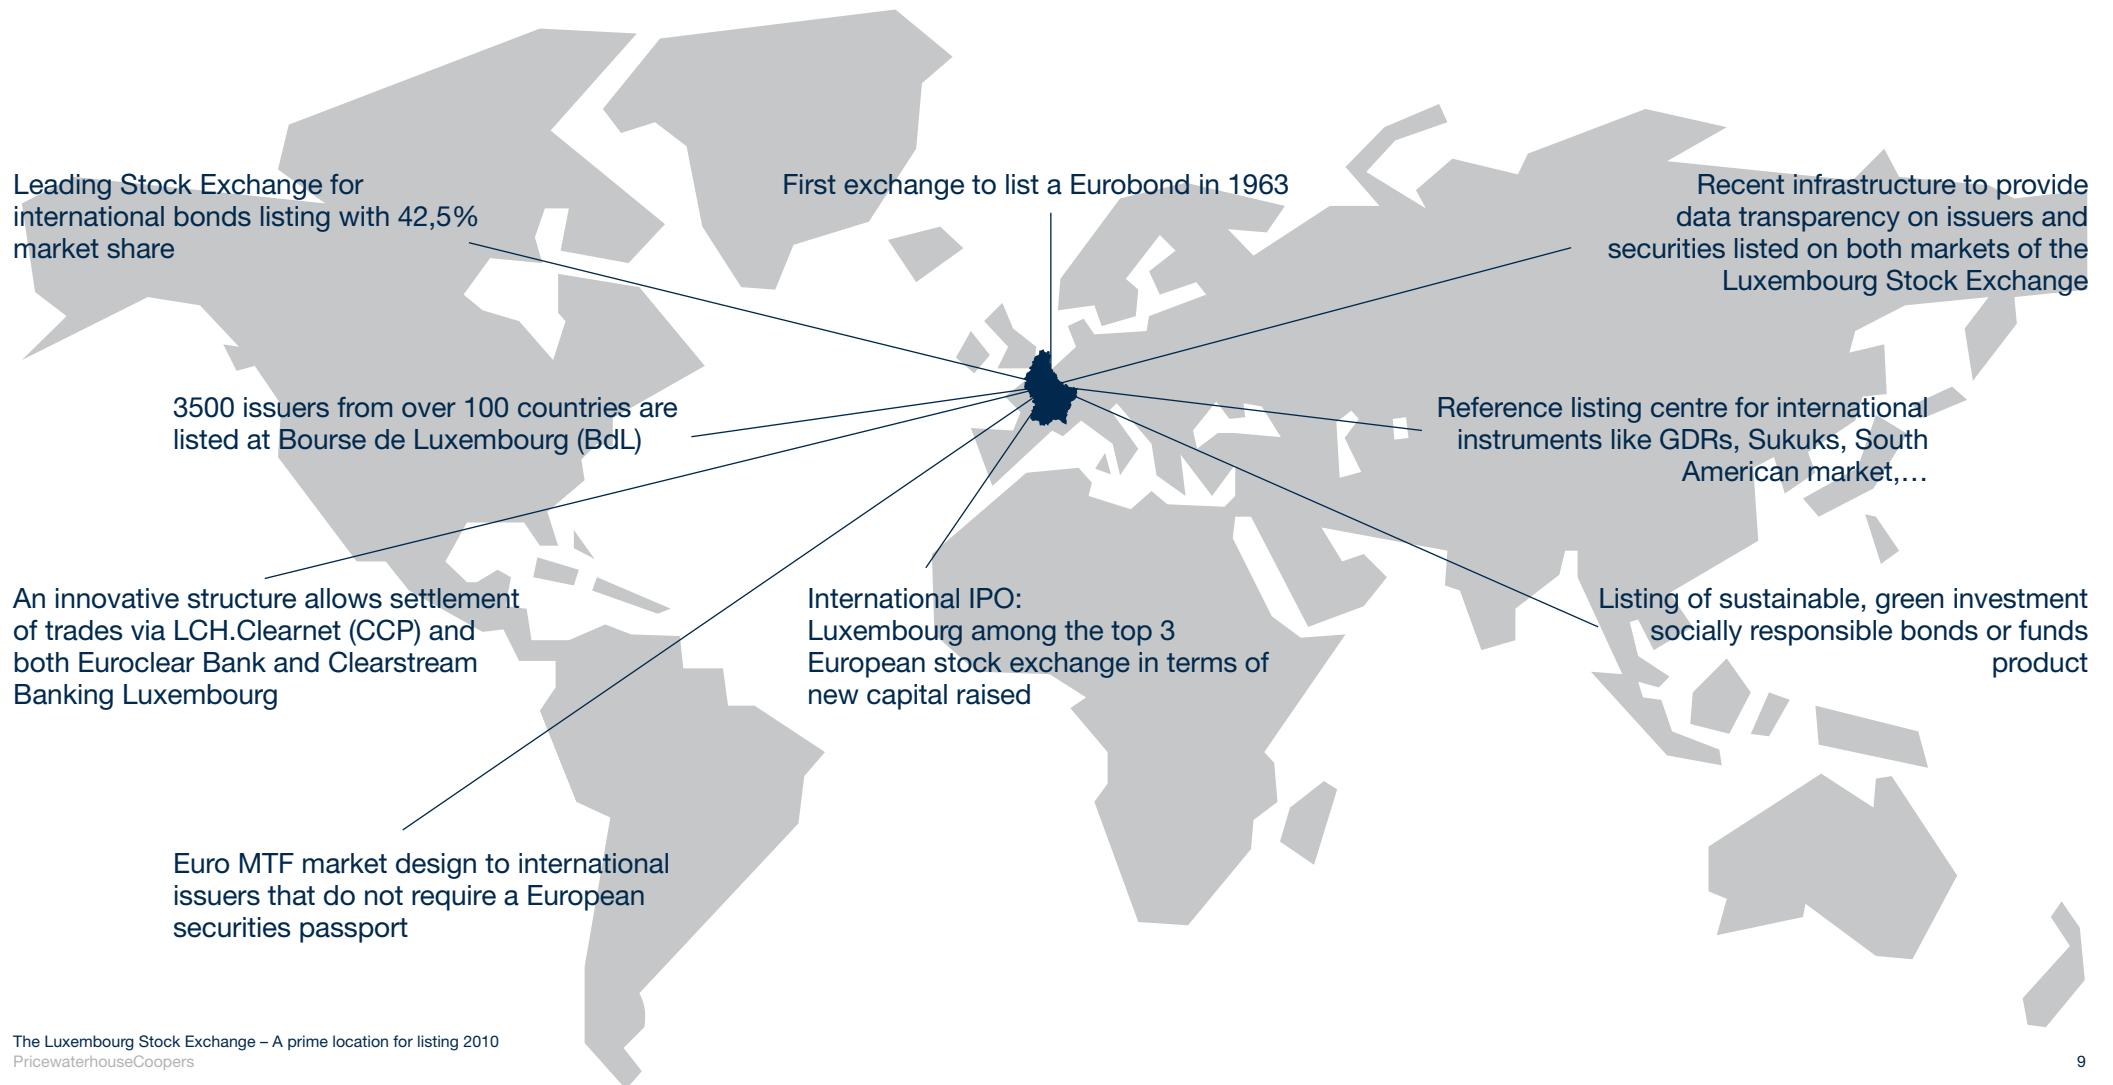 Leading Stock Exchange for
international bonds listing with 42,5%
market share
First exchange to list a Eurobond in 1963
Recent infrastructure to provide
data transparency on issuers and
securities listed on both markets of the
Luxembourg Stock Exchange
3500 issuers from over 100 countries are
listed at Bourse de Luxembourg (BdL)
Reference listing centre for international
instruments like GDRs, Sukuks, South
American market,…
An innovative structure allows settlement
of trades via LCH.Clearnet (CCP) and
both Euroclear Bank and Clearstream
Banking Luxembourg
International IPO:
Luxembourg among the top 3
European stock exchange in terms of
new capital raised
Listing of sustainable, green investment
socially responsible bonds or funds
product
Euro MTF market design to international
issuers that do not require a European
securities passport
The Luxembourg Stock Exchange – A prime location for listing 2010
PricewaterhouseCoopers
9